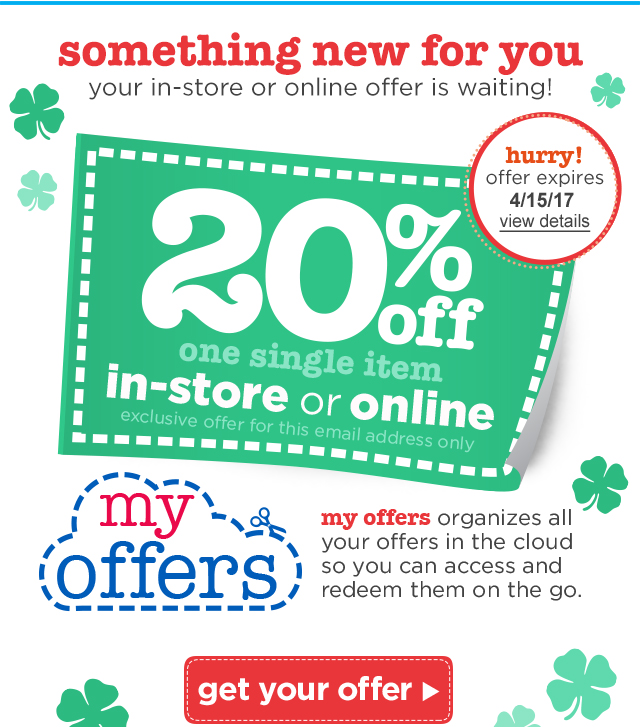 something new for you
your in-store or online offer is waiting!
hurry!
offer expires
4/15/17
view details
20%
off
one single item
in-store or online
exclusive offer for this email address only
my
offers
my offers organizes all
your offers in the cloud
so you can access and
redeem them on the go.
get your offer ▶